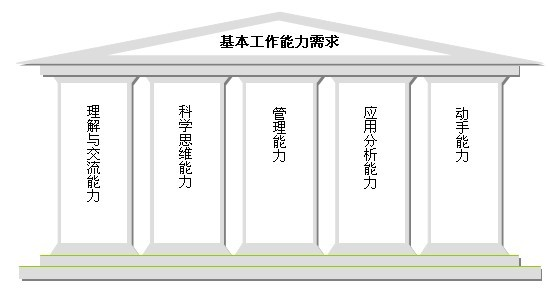 基本工作能力需求
理解与交流能力
科学思维能力
管理能力
应用分析能力
动手能力